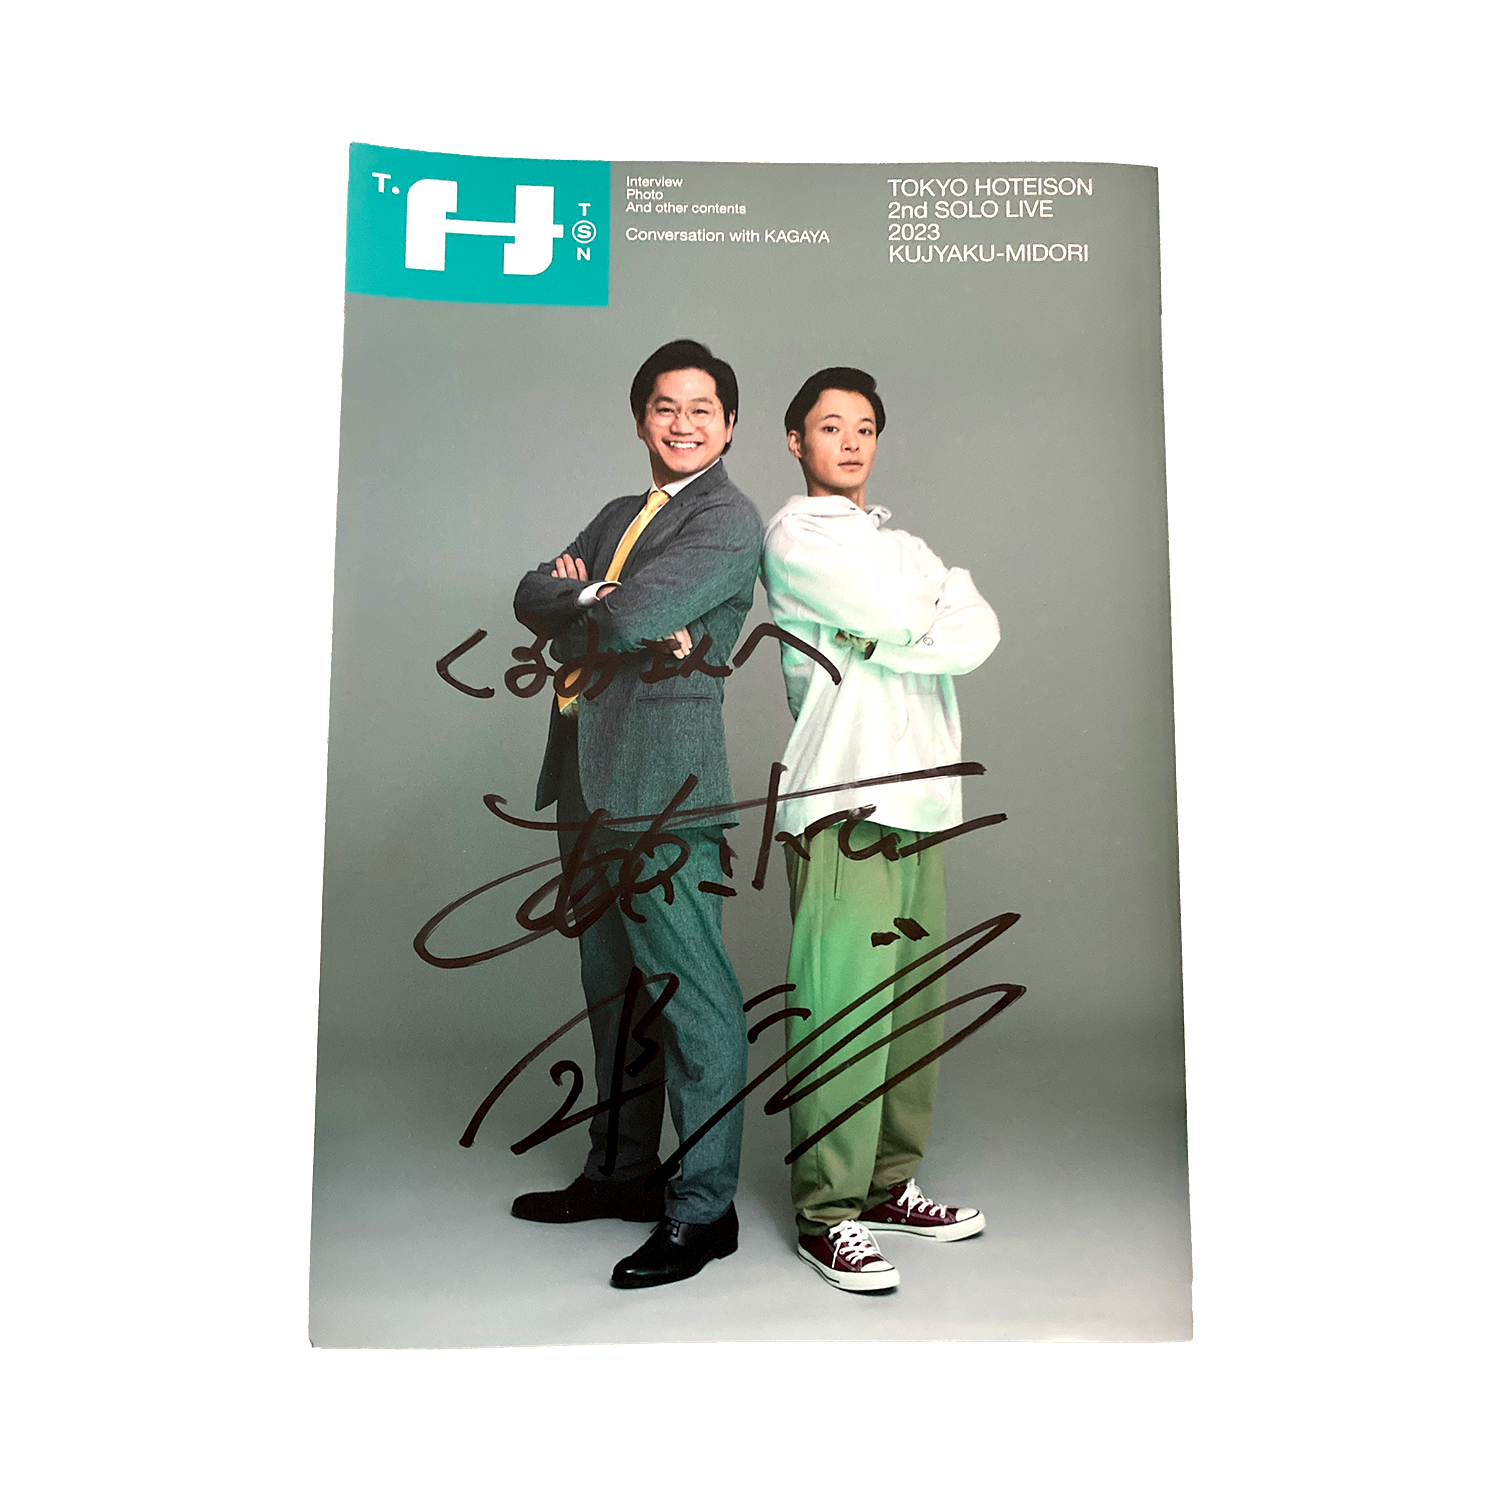 T. H
T
S
N
Interview
Photo
And other contents
Conversation with KAGAYA
TOKYO HOTEISON
2nd SOLO LIVE
2023
KUJYAKU-MIDORI
くるみさんへ